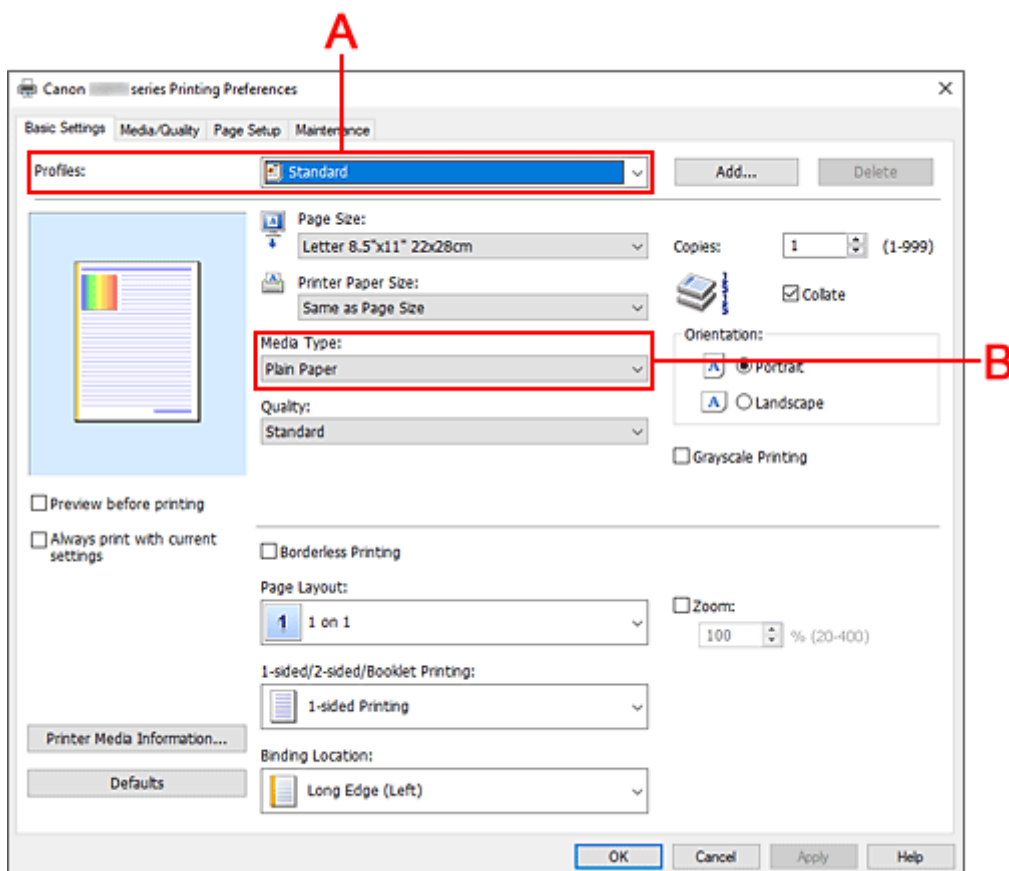 A
Canon series Printing Preferences
Basic Settings Media/Quality Page Setup Maintenance
Profiles: Standard Add... Delete
Page Size:
Letter 8.5"x11" 22x28cm
Copies: 1 (1-999)
Printer Paper Size:
Same as Page Size
Collate
Media Type:
Plain Paper
Orientation:
A Portrait
A Landscape
B
Quality:
Standard
Grayscale Printing
Preview before printing
Always print with current
settings
Borderless Printing
Page Layout:
1 1 on 1
Zoom:
100 % (20-400)
1-sided/2-sided/Booklet Printing:
1-sided Printing
Printer Media Information...
Binding Location:
Defaults
Long Edge (Left)
OK Cancel Apply Help